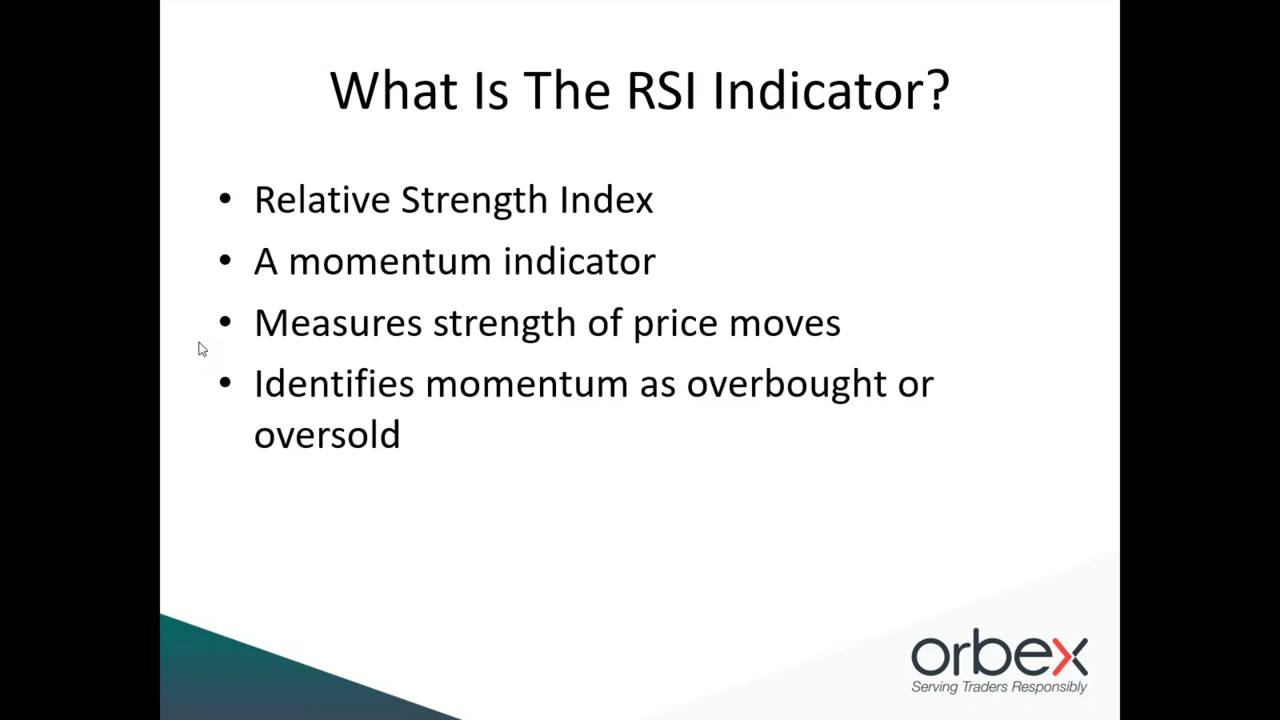 What Is The RSI Indicator?
• Relative Strength Index
• A momentum indicator
• Measures strength of price moves
• Identifies momentum as overbought or
oversold
orbex
Serving Traders Responsibly